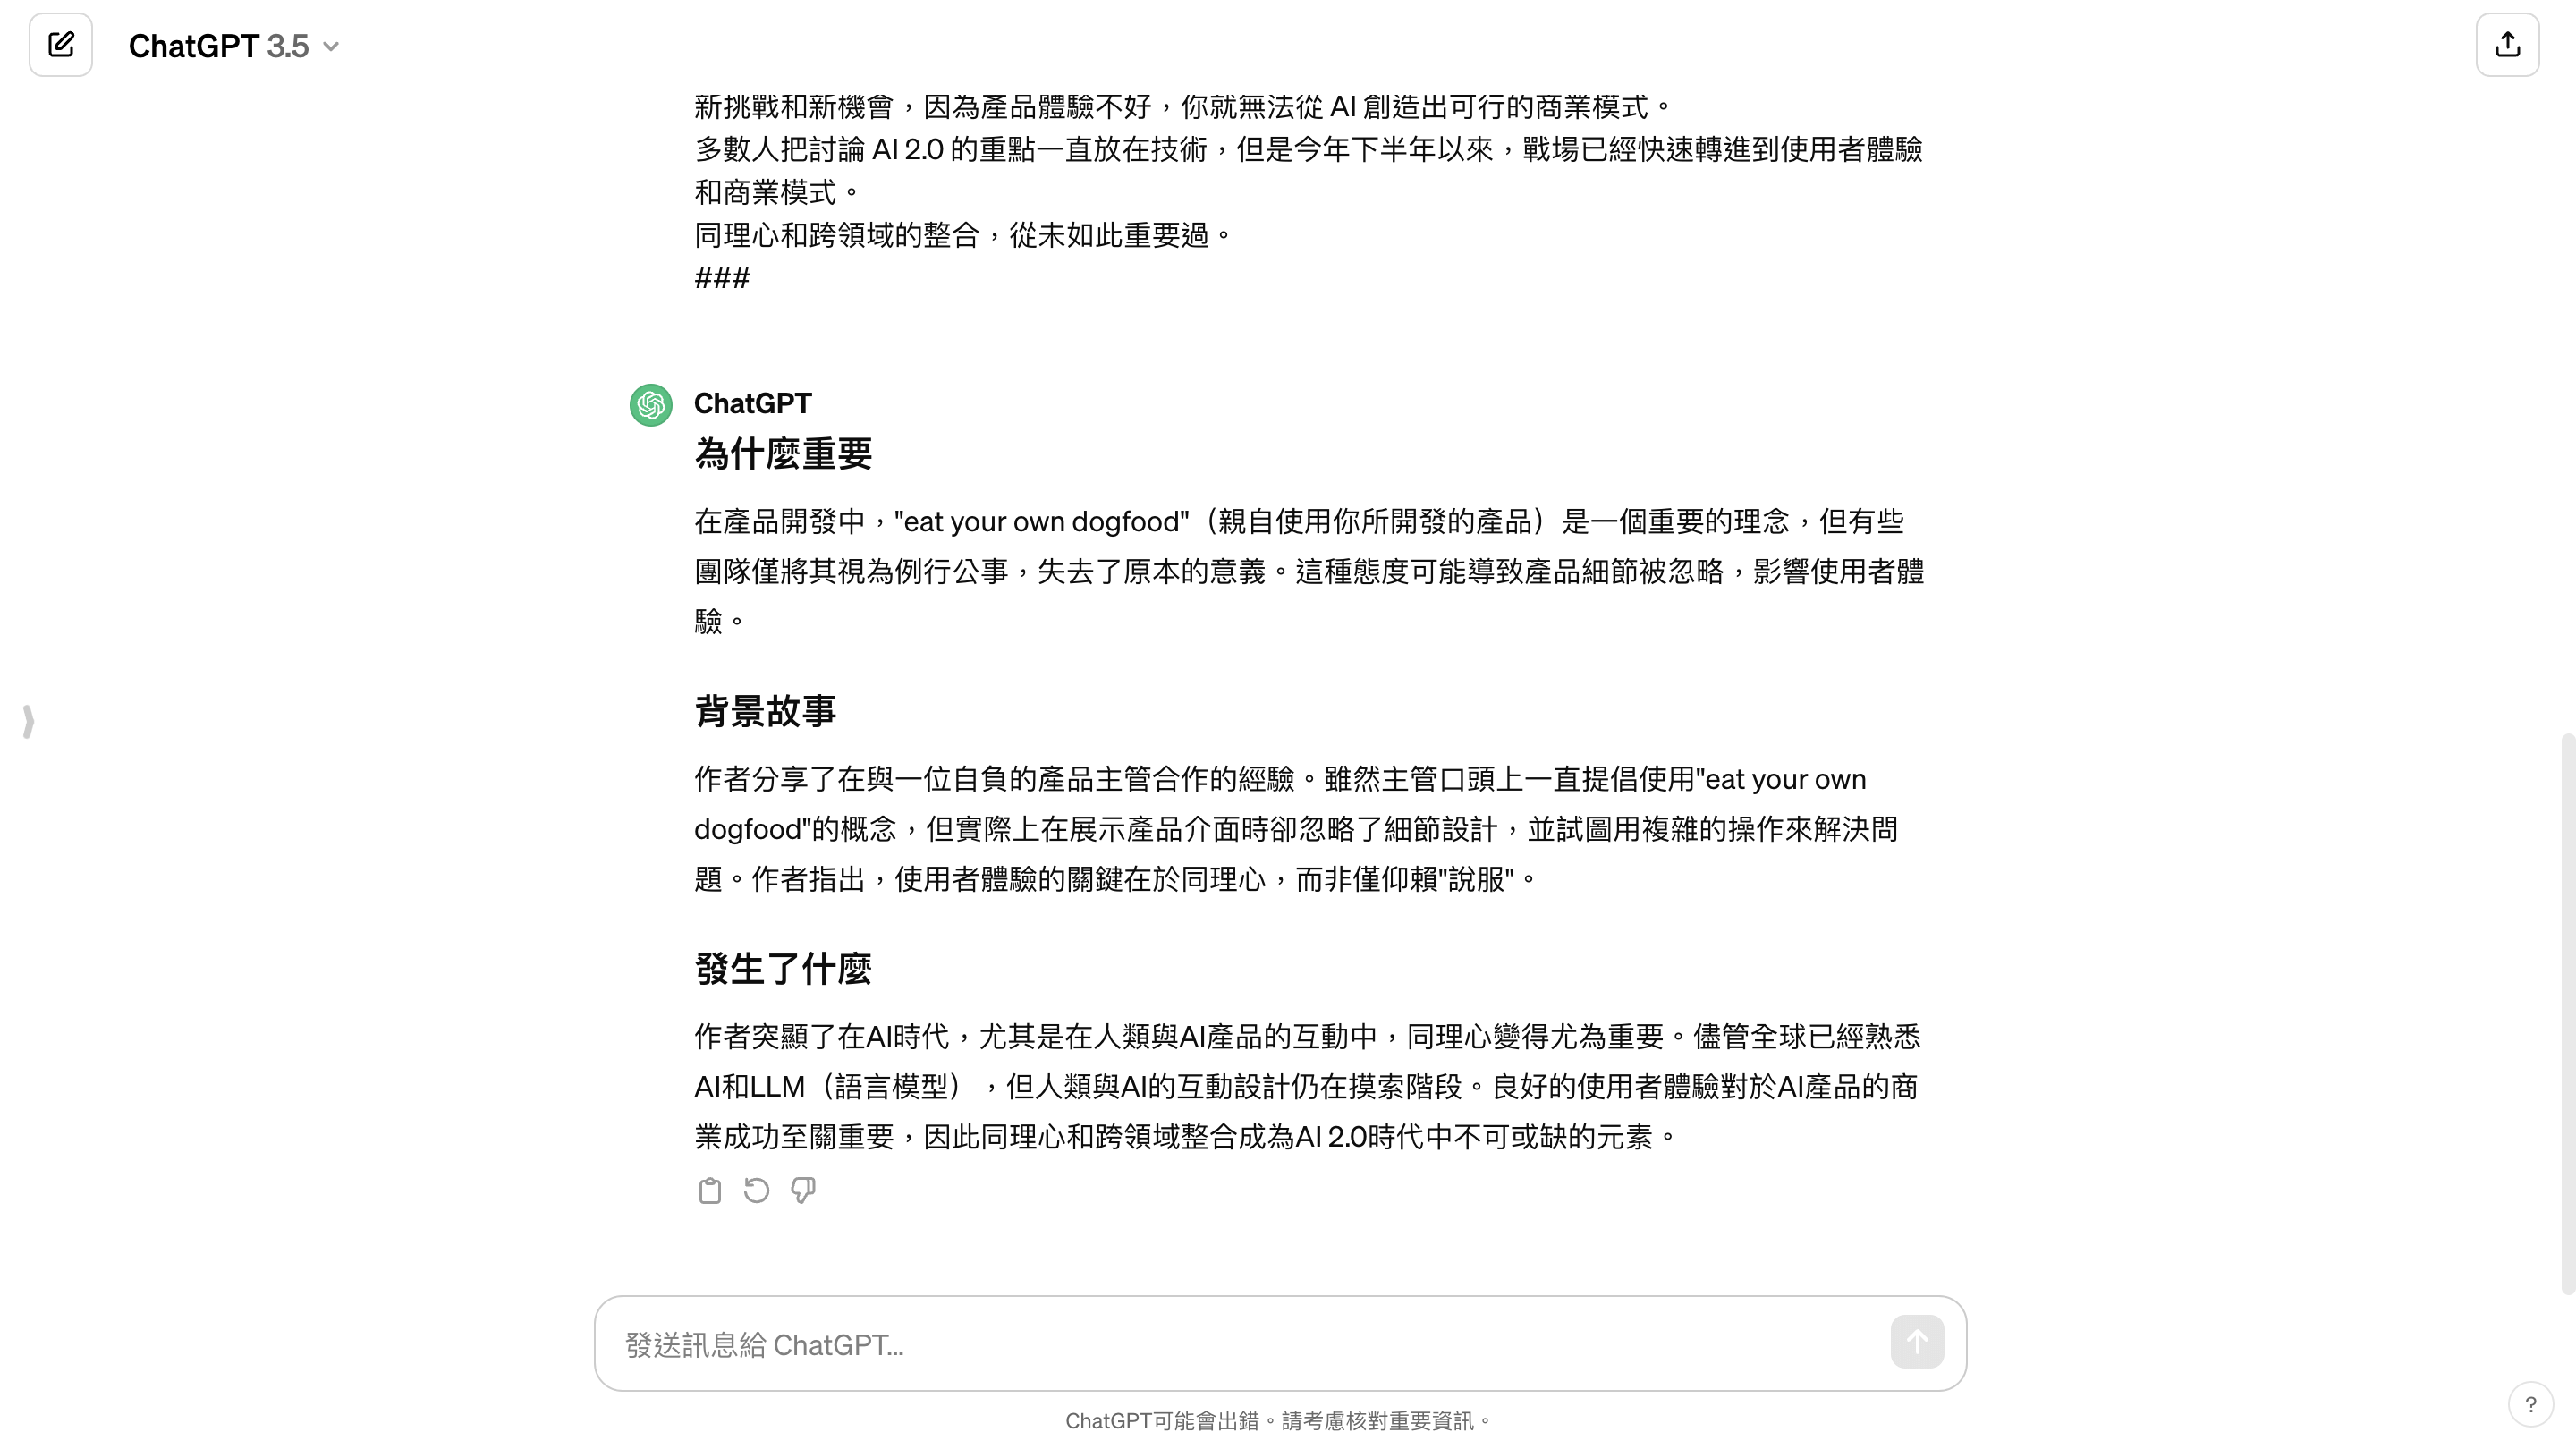 ChatGPT 3.5
新挑戰和新機會，因為產品體驗不好，你就無法從 AI 創造出可行的商業模式。
多數人把討論 AI 2.0 的重點一直放在技術，但是今年下半年以來，戰場已經快速轉進到使用者體驗
和商業模式。
同理心和跨領域的整合，從未如此重要過。
###
ChatGPT
為什麼重要
在產品開發中，"eat your own dogfood"（親自使用你所開發的產品）是一個重要的理念，但有些
團隊僅將其視為例行公事，失去了原本的意義。這種態度可能導致產品細節被忽略，影響使用者體
驗。
背景故事
作者分享了在與一位自負的產品主管合作的經驗。雖然主管口頭上一直提倡使用"eat your own
dogfood"的概念，但實際上在展示產品介面時卻忽略了細節設計，並試圖用複雜的操作來解決問
題。作者指出，使用者體驗的關鍵在於同理心，而非僅仰賴"說服"。
發生了什麼
作者突顯了在AI時代，尤其是在人類與AI產品的互動中，同理心變得尤為重要。儘管全球已經熟悉
AI和LLM（語言模型），但人類與AI的互動設計仍在摸索階段。良好的使用者體驗對於AI產品的商
業成功至關重要，因此同理心和跨領域整合成為AI 2.0時代中不可或缺的元素。
發送訊息給 ChatGPT...
ChatGPT可能會出錯。請考慮核對重要資訊。
?